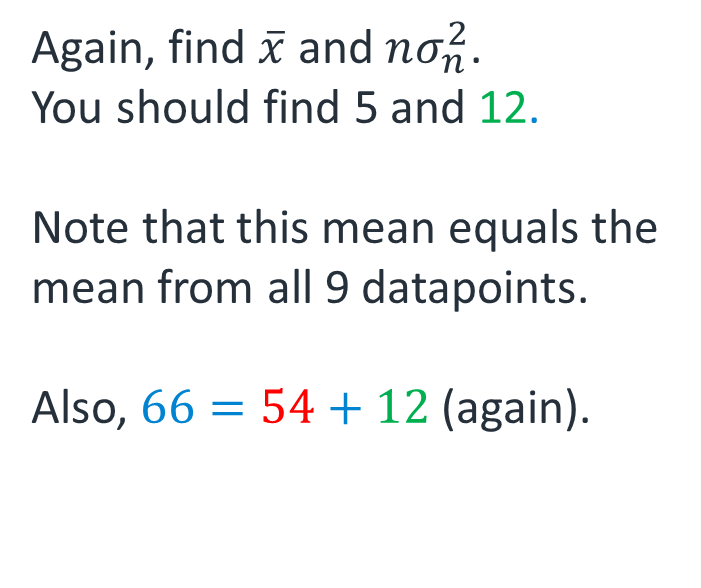 Again, find x̄ and nσₙ².
You should find 5 and 12.
Note that this mean equals the
mean from all 9 datapoints.
Also, 66 = 54 + 12 (again).